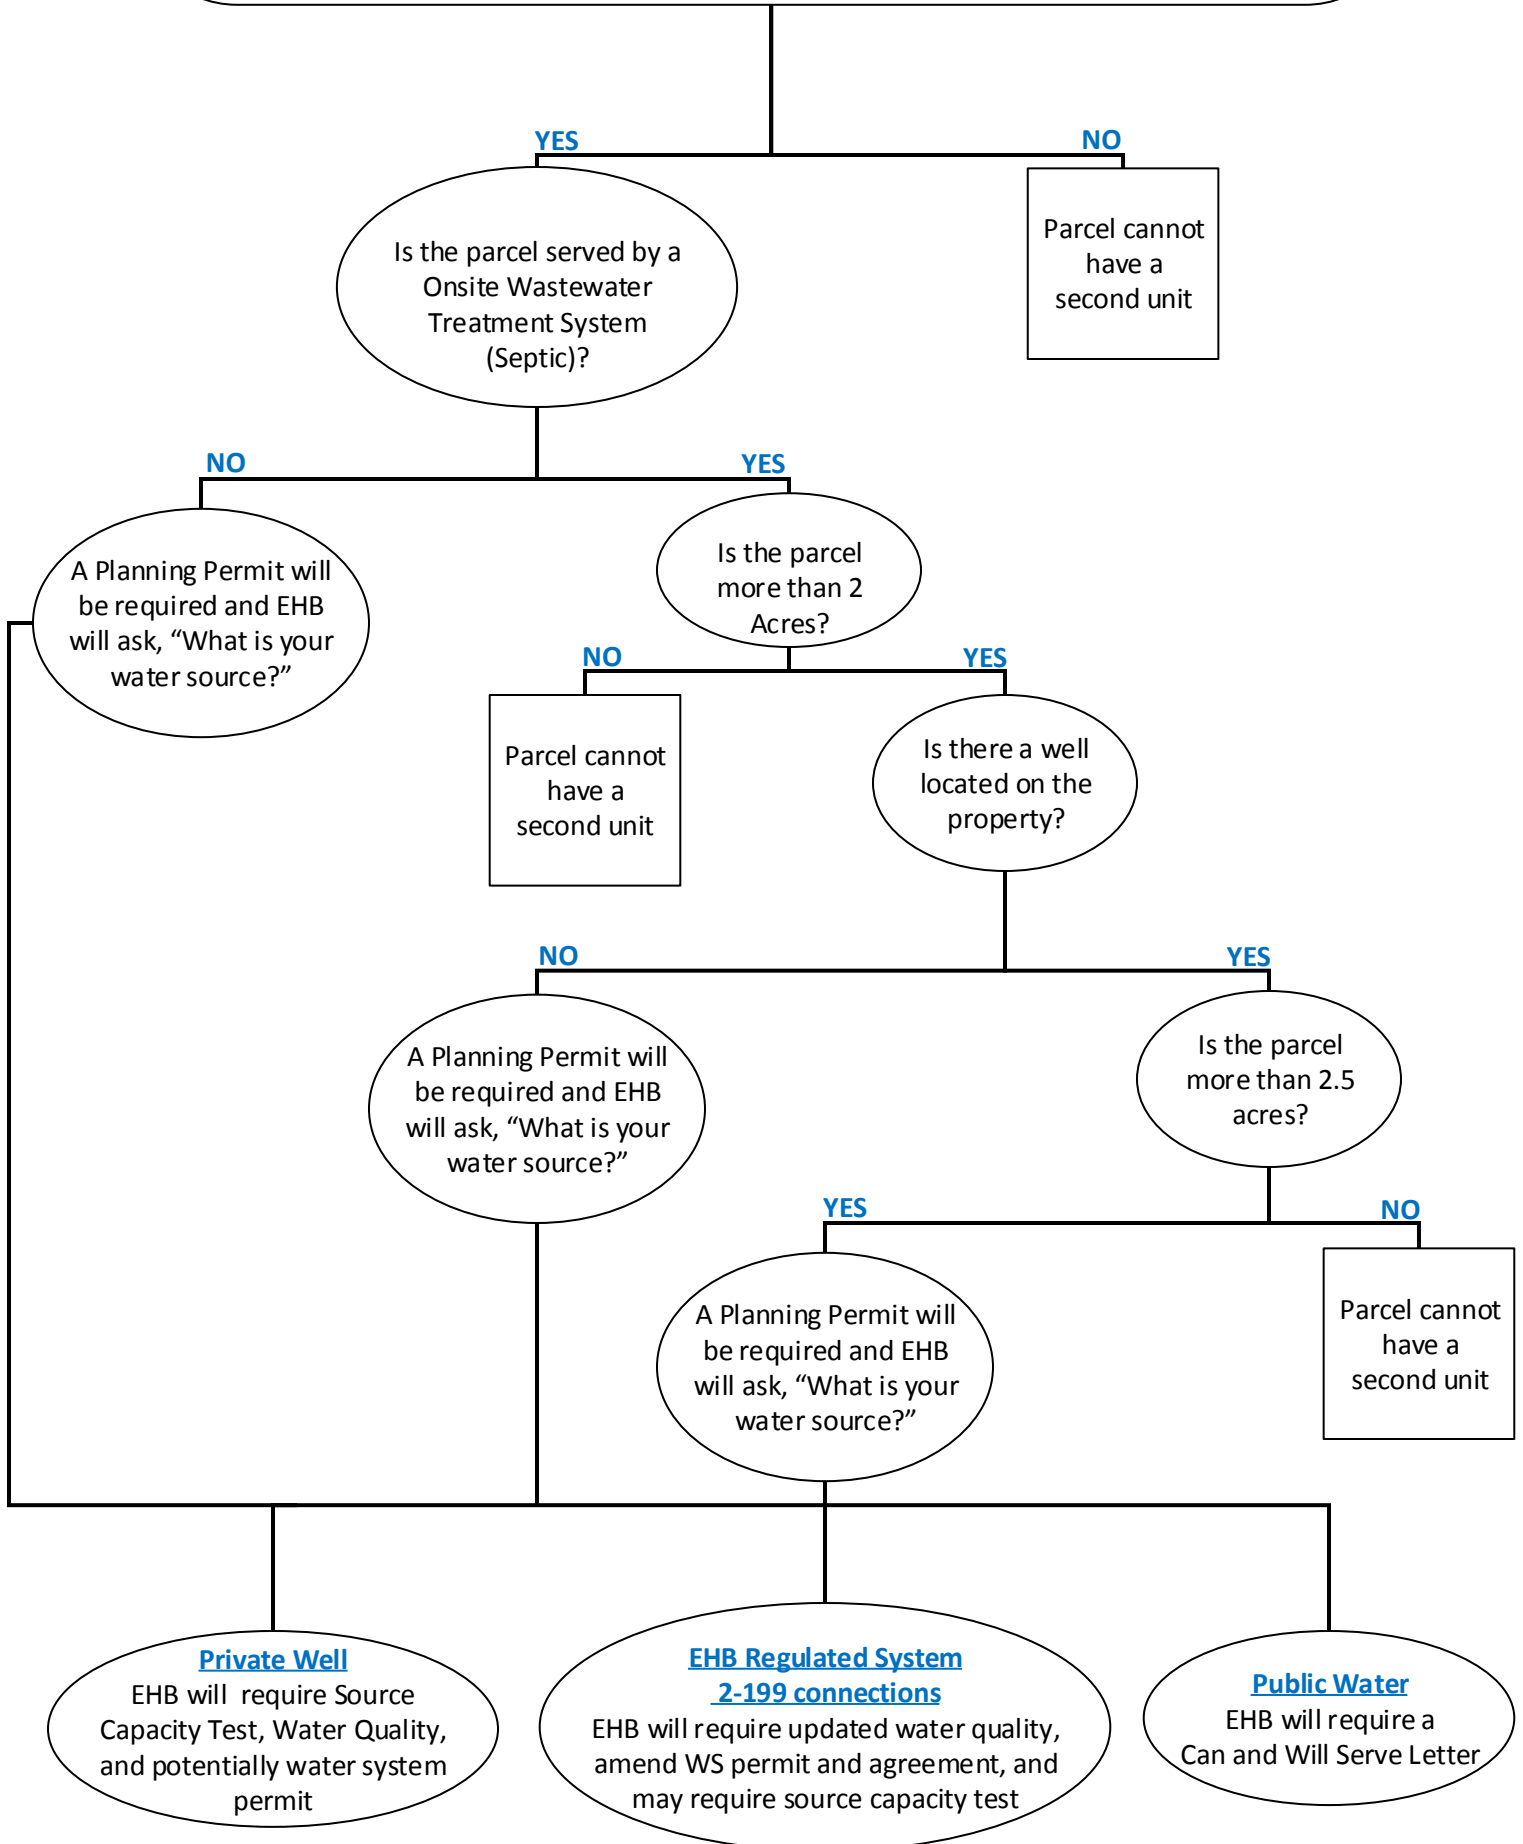 YES
NO
Is the parcel served by a
Onsite Wastewater
Treatment System
(Septic)?
Parcel cannot
have a
second unit
NO
YES
A Planning Permit will
be required and EHB
will ask, “What is your
water source?”
Is the parcel
more than 2
Acres?
NO
YES
Parcel cannot
have a
second unit
Is there a well
located on the
property?
NO
YES
A Planning Permit will
be required and EHB
will ask, “What is your
water source?”
Is the parcel
more than 2.5
acres?
YES
NO
A Planning Permit will
be required and EHB
will ask, “What is your
water source?”
Parcel cannot
have a
second unit
Private Well
EHB will require Source
Capacity Test, Water Quality,
and potentially water system
permit
EHB Regulated System
2-199 connections
EHB will require updated water quality,
amend WS permit and agreement, and
may require source capacity test
Public Water
EHB will require a
Can and Will Serve Letter